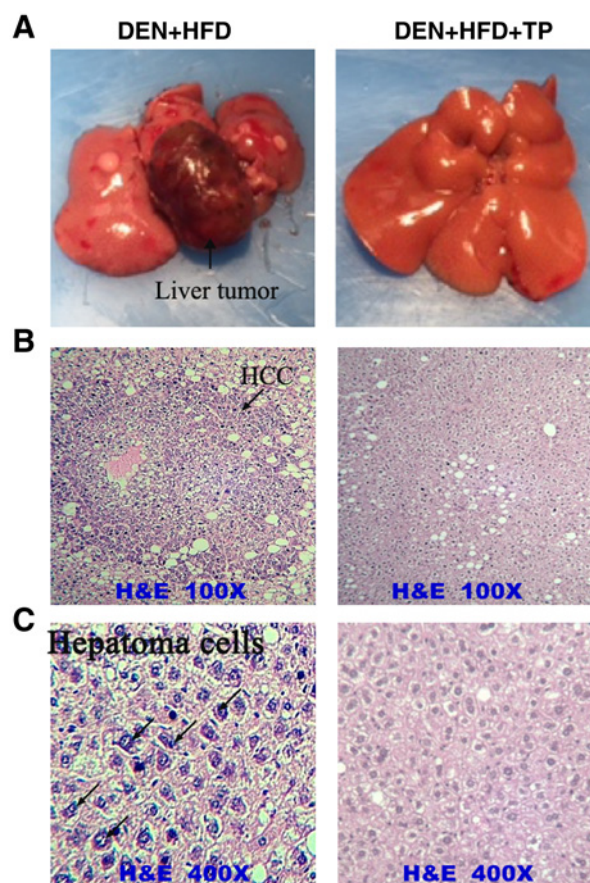 A
DEN+HFD
DEN+HFD+TP
Liver tumor
B
HCC
H&E 100X
H&E 100X
C
Hepatoma cells
H&E 400X
H&E 400X